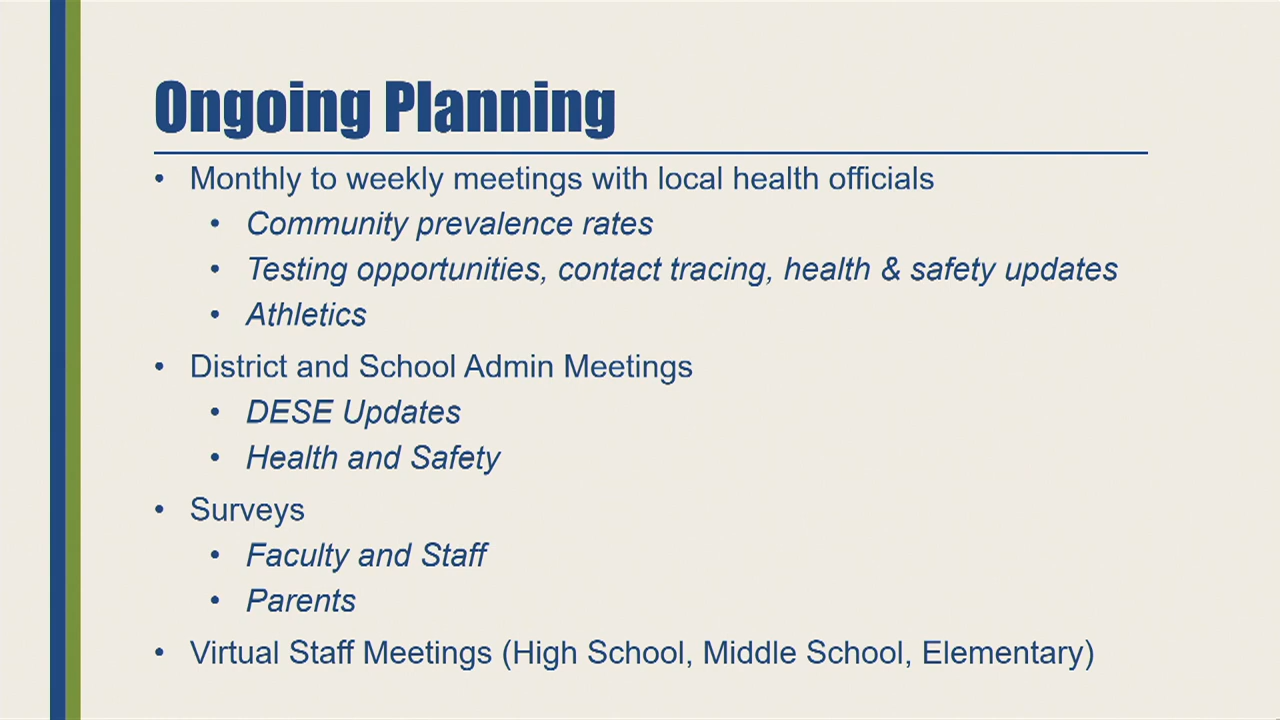 Ongoing Planning
• Monthly to weekly meetings with local health officials
• Community prevalence rates
• Testing opportunities, contact tracing, health & safety updates
• Athletics
• District and School Admin Meetings
• DESE Updates
• Health and Safety
• Surveys
• Faculty and Staff
• Parents
• Virtual Staff Meetings (High School, Middle School, Elementary)